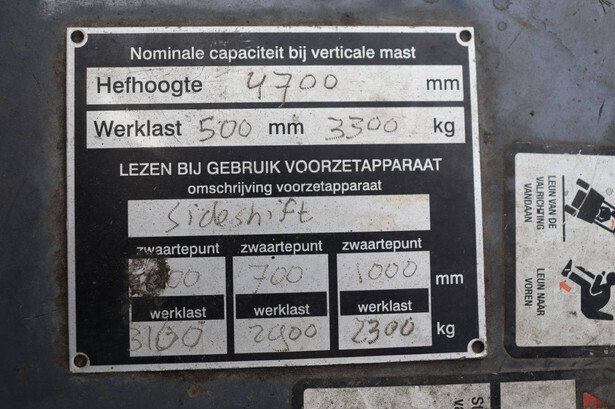 Nominale capaciteit bij verticale mast
Hefhoogte 4700 mm
Werklast 500 mm 3300 kg
LEZEN BIJ GEBRUIK VOORZETAPPARAAT
omschrijving voorzetapparaat
sideshift
zwaartepunt zwaartepunt zwaartepunt
700 1000 mm
werklast werklast werklast
3100 2900 2300 kg
LEUN VAN DE
VALRICHTING
VANDAAN
LEUN NAAR
VOREN